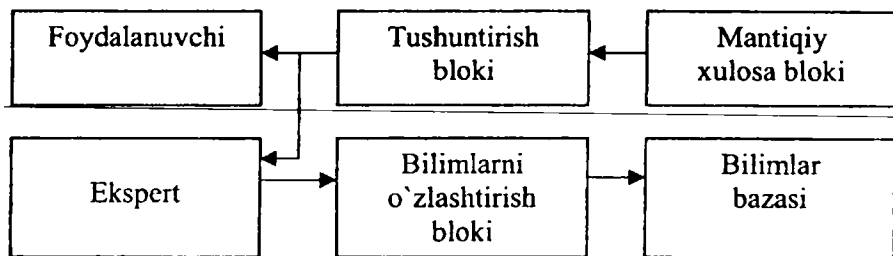 Foydalanuvchi
Tushuntirish
bloki
Mantiqiy
xulosa bloki
Ekspert
Bilimlarni
o`zlashtirish
bloki
Bilimlar
bazasi